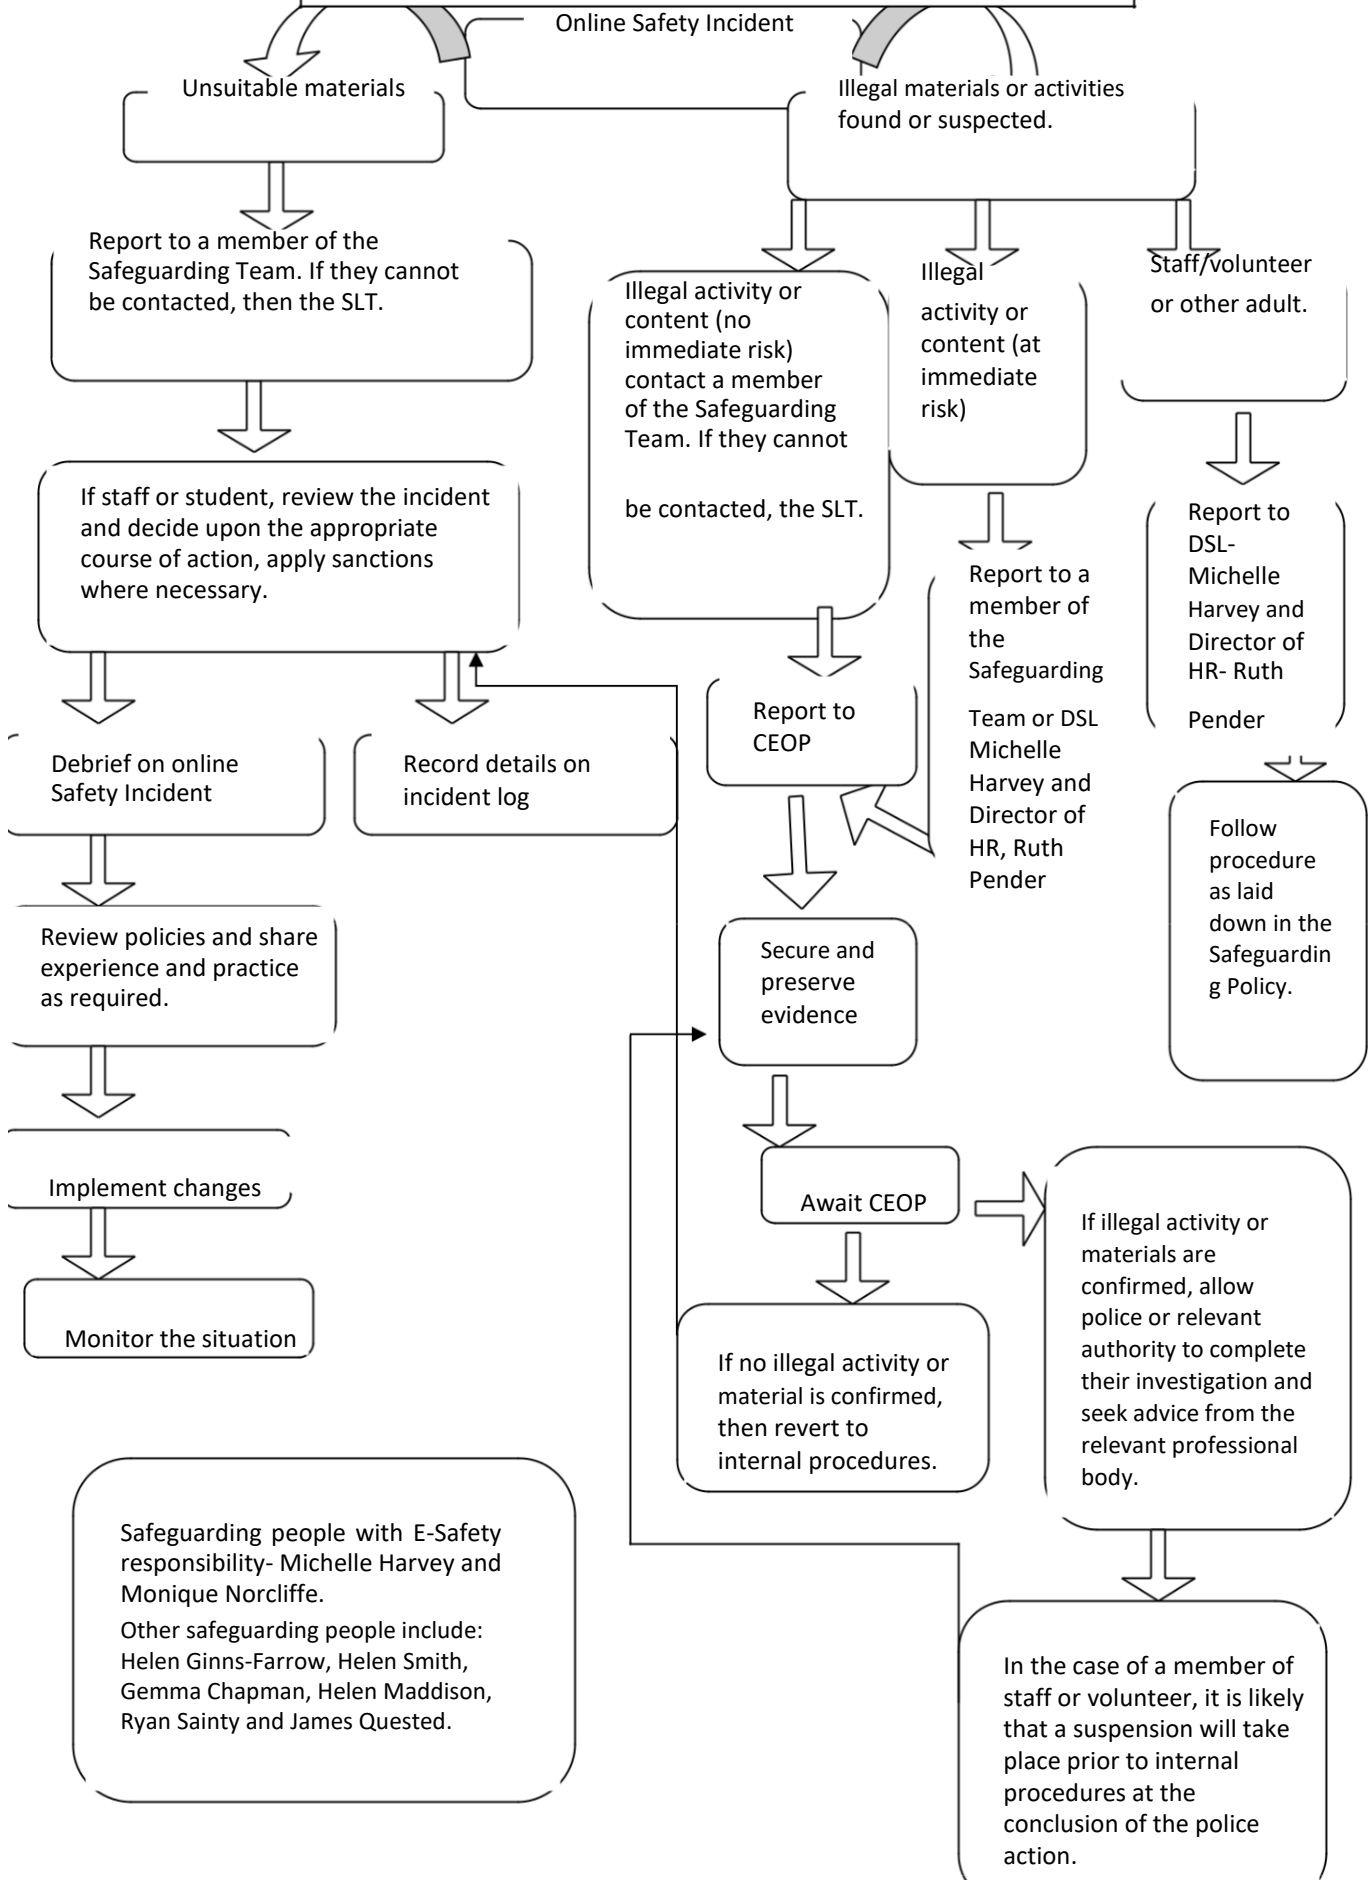 Online Safety Incident
Unsuitable materials
Illegal materials or activities
found or suspected.
Report to a member of the
Safeguarding Team. If they cannot
be contacted, then the SLT.
Illegal activity or
content (no
immediate risk)
contact a member
of the Safeguarding
Team. If they cannot
be contacted, the SLT.
Illegal
activity or
content (at
immediate
risk)
Staff/volunteer
or other adult.
If staff or student, review the incident
and decide upon the appropriate
course of action, apply sanctions
where necessary.
Report to a
member of
the
Safeguarding
Team or DSL
Michelle
Harvey and
Director of
HR, Ruth
Pender
Report to
DSL-
Michelle
Harvey and
Director of
HR- Ruth
Pender
Debrief on online
Safety Incident
Record details on
incident log
Report to
CEOP
Follow
procedure
as laid
down in the
Safeguardin
g Policy.
Review policies and share
experience and practice
as required.
Secure and
preserve
evidence
Implement changes
Await CEOP
If illegal activity or
materials are
confirmed, allow
police or relevant
authority to complete
their investigation and
seek advice from the
relevant professional
body.
Monitor the situation
If no illegal activity or
material is confirmed,
then revert to
internal procedures.
Safeguarding people with E-Safety
responsibility- Michelle Harvey and
Monique Norcliffe.
Other safeguarding people include:
Helen Ginns-Farrow, Helen Smith,
Gemma Chapman, Helen Maddison,
Ryan Sainty and James Quested.
In the case of a member of
staff or volunteer, it is likely
that a suspension will take
place prior to internal
procedures at the
conclusion of the police
action.